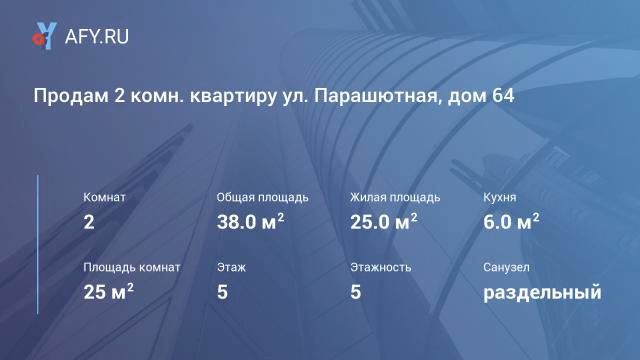 AFY.RU
Продам 2 комн. квартиру ул. Парашютная, дом 64
Комнат
2
Общая площадь
38.0 м²
Жилая площадь
25.0 м²
Кухня
6.0 м²
Площадь комнат
25 м²
Этаж
5
Этажность
5
Санузел
раздельный